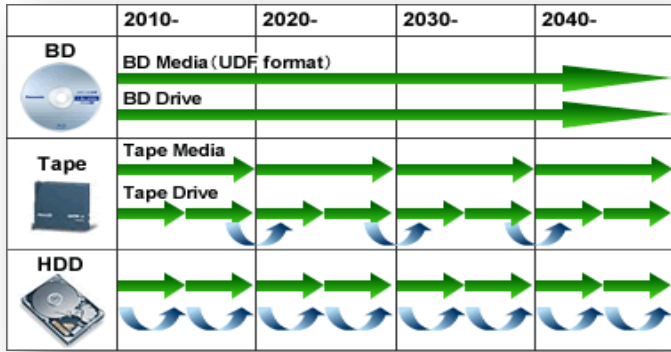 2010- 2020- 2030- 2040-
BD
BD Media(UDF format)
BD Drive
Tape
Tape Media
Tape Drive
HDD